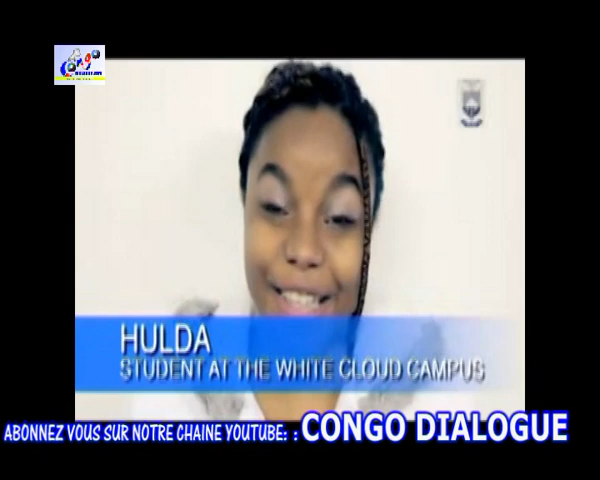 HULDA
STUDENT AT THE WHITE CLOUD CAMPUS
ABONNEZ VOUS SUR NOTRE CHAINE YOUTUBE: : CONGO DIALOGUE